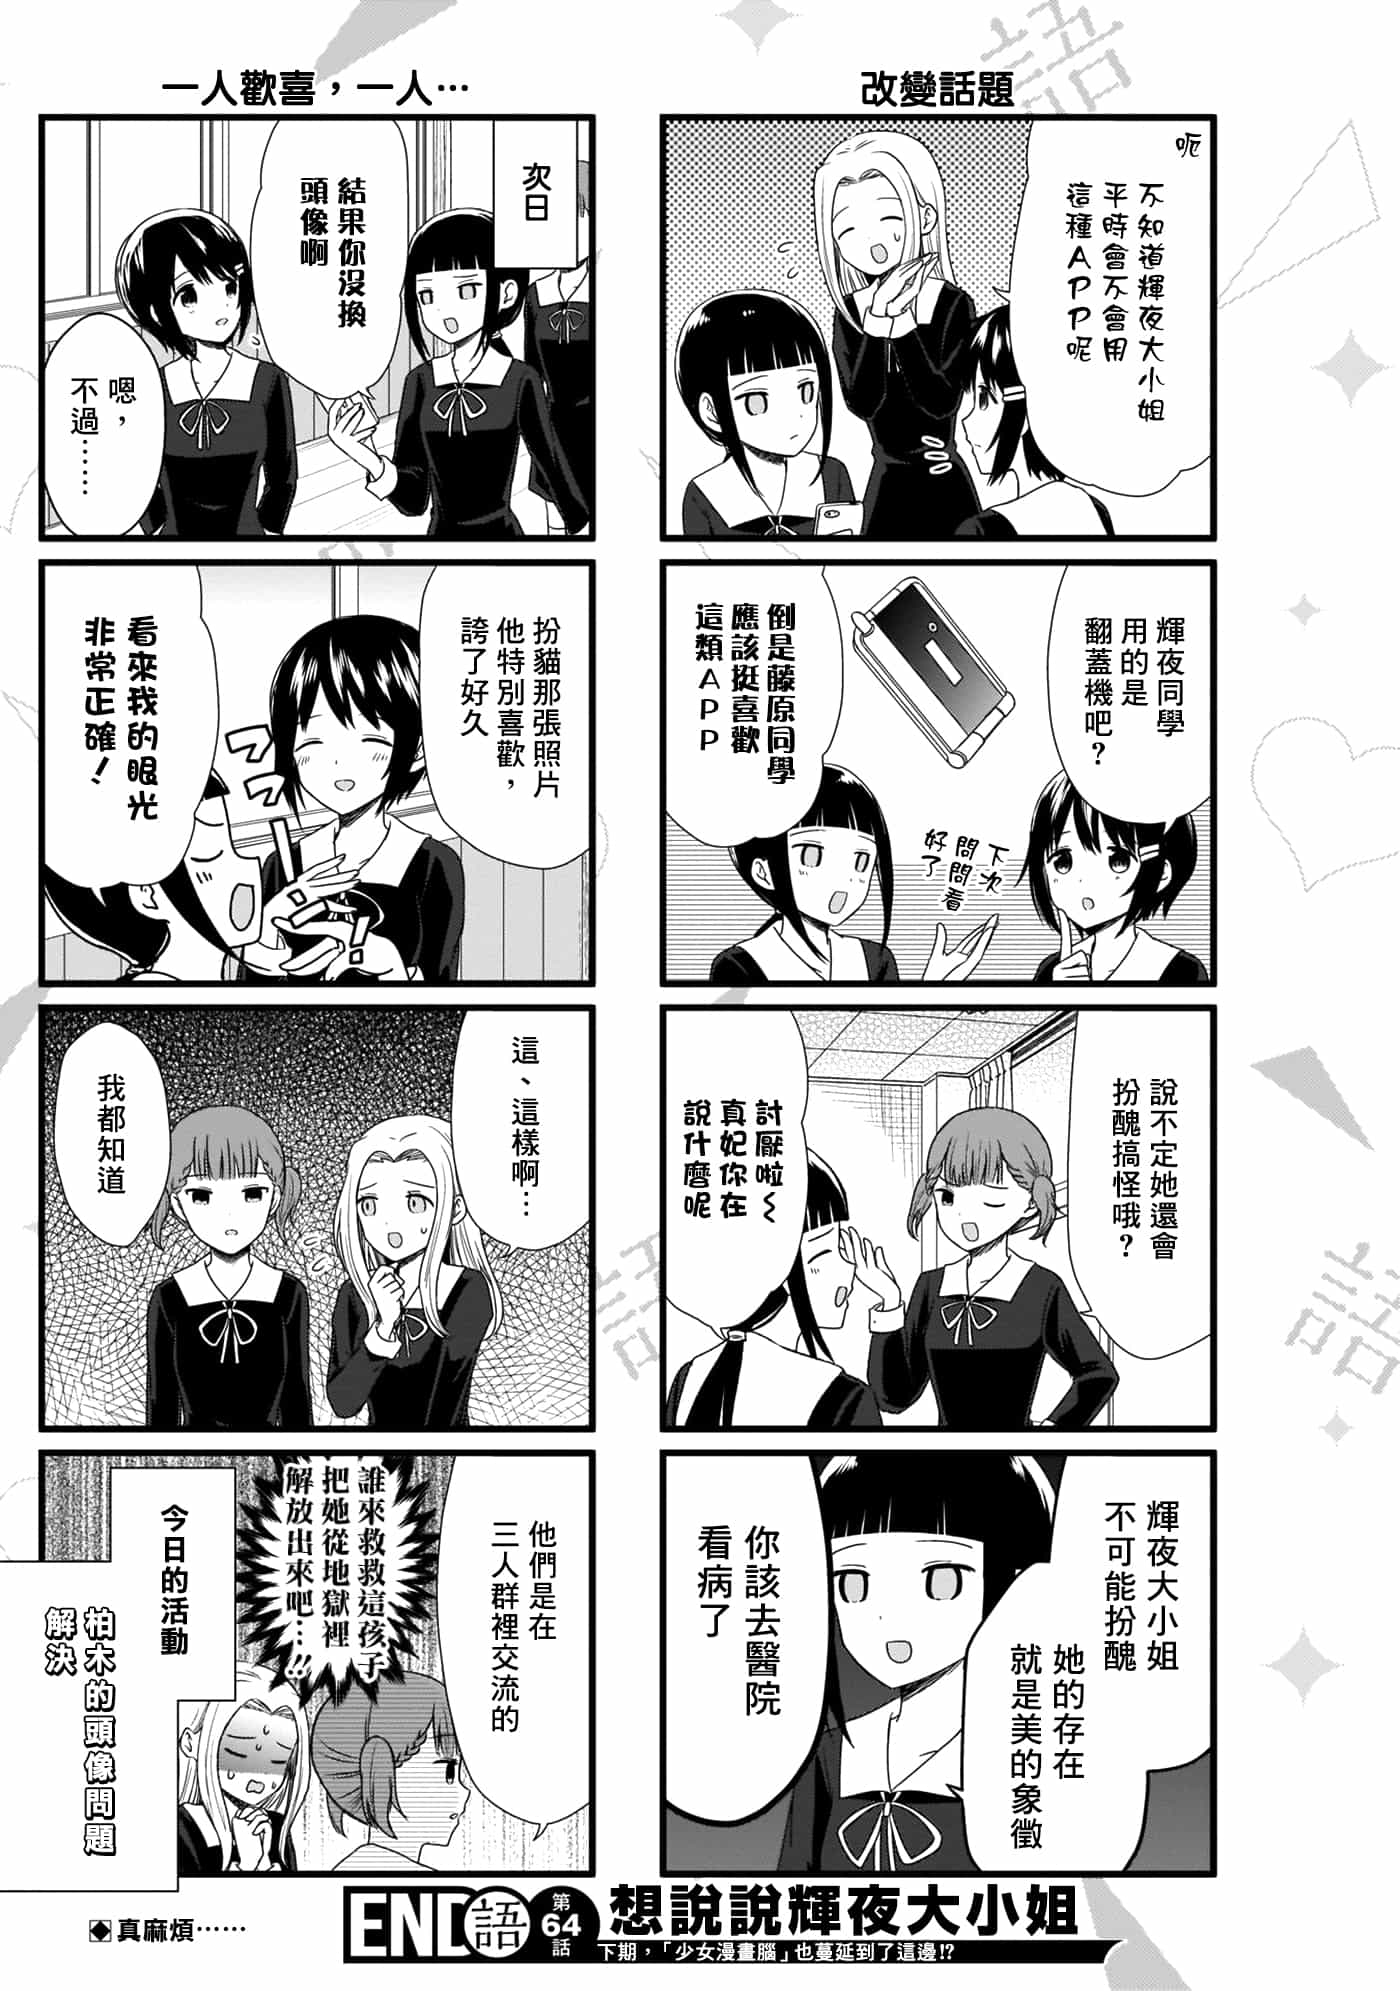 改變話題
呃
不知道輝夜大小姐
平時會不會用
這種APP呢
輝夜同學
用的是
翻蓋機吧？
下次
問問看
好了
倒是藤原同學
應該挺喜歡
這類APP
說不定她還會
扮醜搞怪哦？
討厭啦～
真妃你在
說什麼呢
輝夜大小姐
不可能扮醜
她的存在
就是美的象徵
你該去醫院
看病了
一人歡喜，一人…
次日
結果你沒換
頭像啊
嗯，
不過……
扮貓那張照片
他特別喜歡，
誇了好久
フフフ
看來我的眼光
非常正確！
這、這樣啊…
我都知道
他們是在
三人群裡交流的
誰來救救這孩子
把她從地獄裡
解放出來吧…!!
今日的活動
柏木的頭像問題
解決
◆真麻煩……
END
語
第
64
話
想說說輝夜大小姐
下期，「少女漫畫腦」也蔓延到了這邊!?
語
語
語